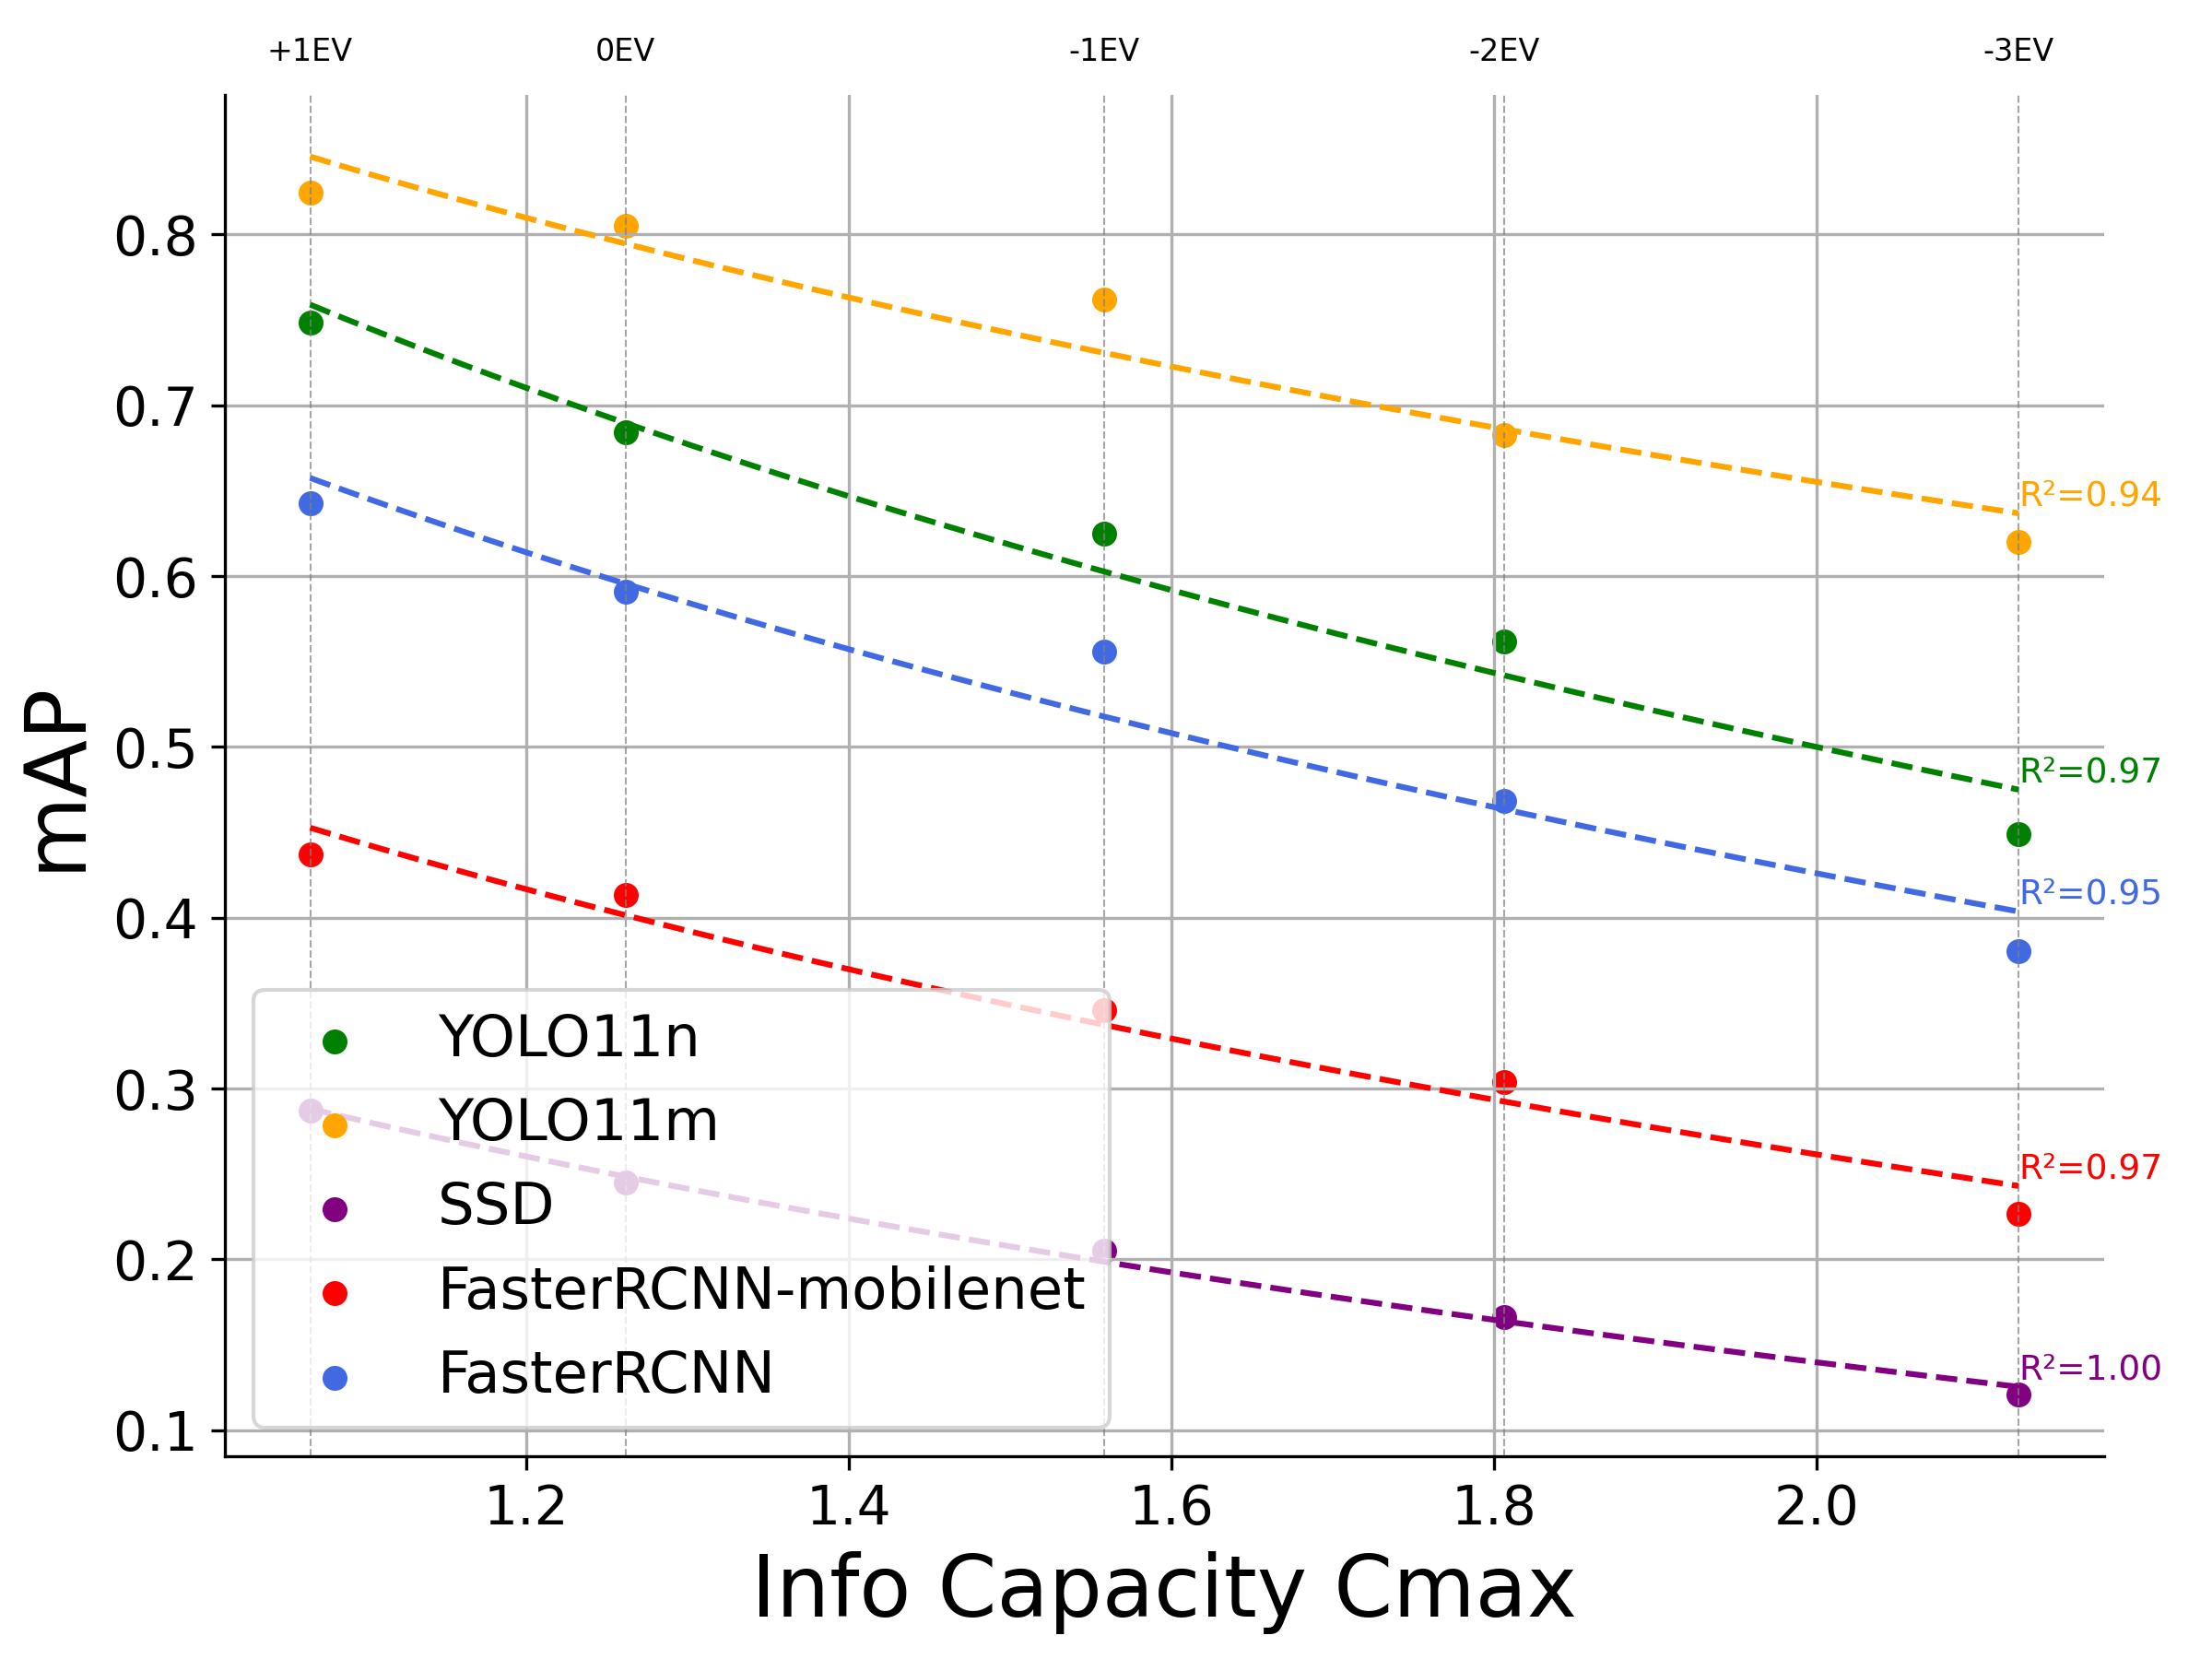 +1EV 0EV -1EV -2EV -3EV
0.8
0.7
0.6
0.5
0.4
0.3
0.2
0.1
mAP
R²=0.94
R²=0.97
R²=0.95
R²=0.97
R²=1.00
YOLO11n
YOLO11m
SSD
FasterRCNN-mobilenet
FasterRCNN
1.2 1.4 1.6 1.8 2.0
Info Capacity Cmax